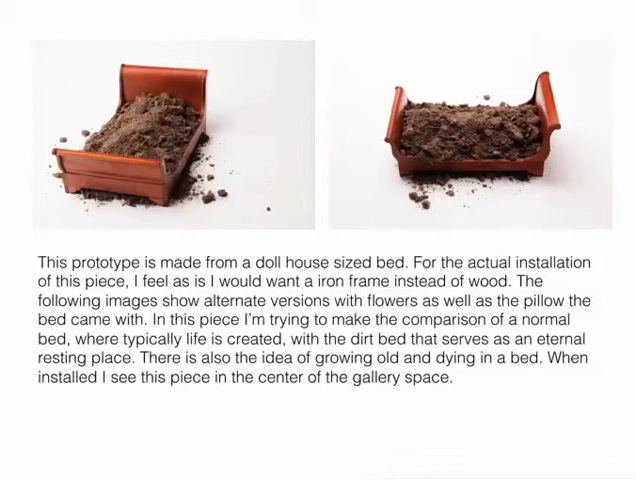 This prototype is made from a doll house sized bed. For the actual installation
of this piece, I feel as is I would want a iron frame instead of wood. The
following images show alternate versions with flowers as well as the pillow the
bed came with. In this piece I'm trying to make the comparison of a normal
bed, where typically life is created, with the dirt bed that serves as an eternal
resting place. There is also the idea of growing old and dying in a bed. When
installed I see this piece in the center of the gallery space.